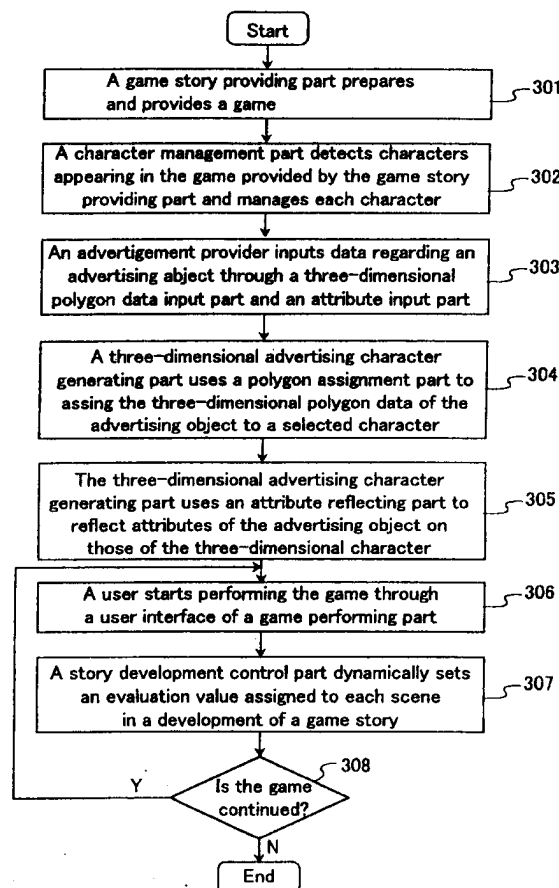 Start
A game story providing part prepares
and provides a game
301
A character management part detects characters
appearing in the game provided by the game story
providing part and manages each character
302
An advertigement provider inputs data regarding an
advertising abject through a three-dimensional
polygon data input part and an attribute input part
303
A three-dimensional advertising character
generating part uses a polygon assignment part to
assing the three-dimensional polygon data of the
advertising object to a selected character
304
The three-dimensional advertising character
generating part uses an attribute reflecting part to
reflect attributes of the advertising object on
those of the three-dimensional character
305
A user starts performing the game through
a user interface of a game performing part
306
A story development control part dynamically sets
an evaluation value assigned to each scene
in a development of a game story
307
308
Y
Is the game
continued?
N
End